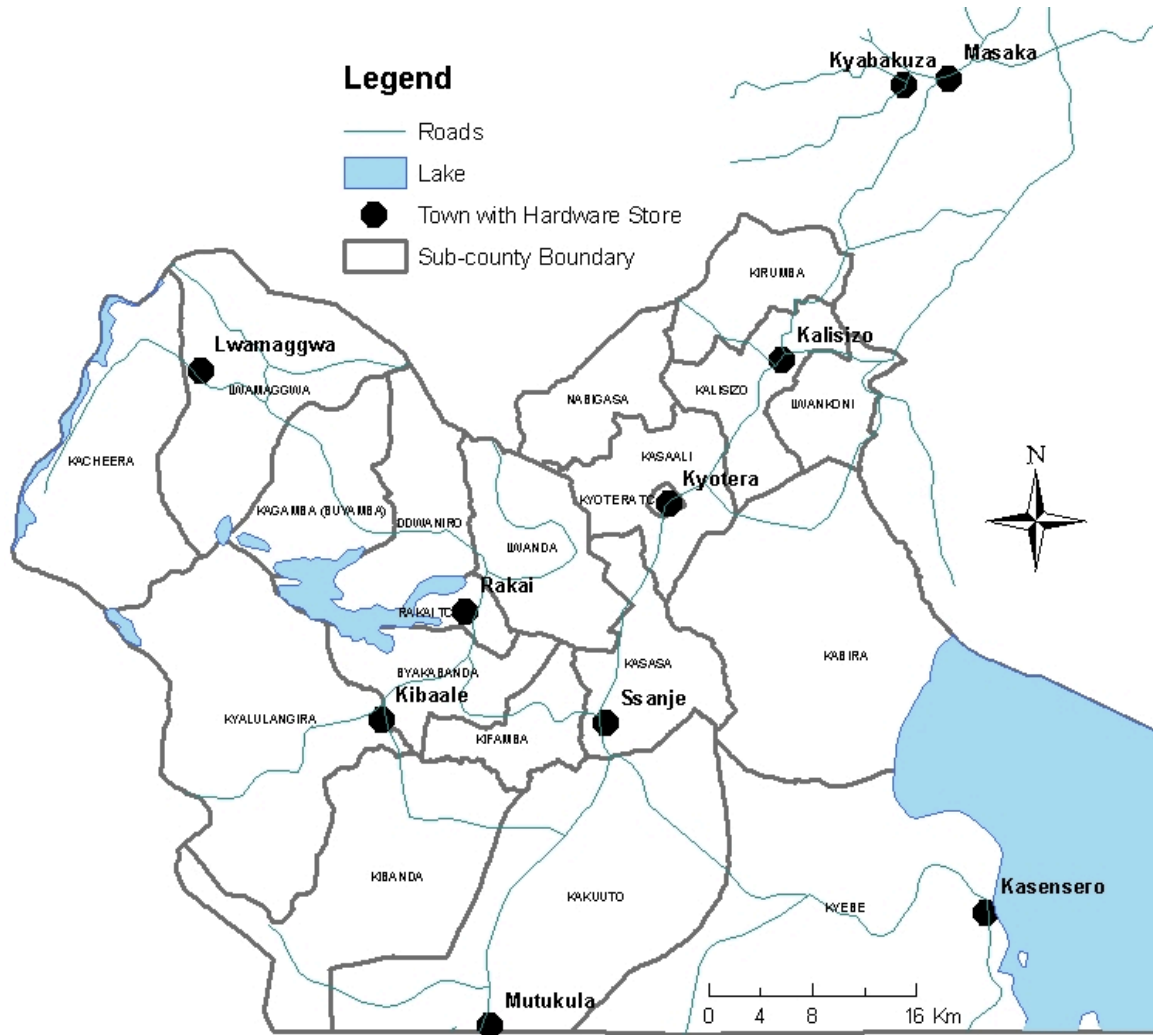 Kyabakuza
Masaka
Legend
Roads
Lake
Town with Hardware Store
Sub-county Boundary
KIRUMBA
Lwamaggwa
LWAMAGGWA
Kalisizo
KALISIZO
NABIGASA
LWANKONI
KACHEERA
KASAALI
Kyotera
KYOTERA TC
N
KAGAMBA (BUYAMBA)
DDWANIRO
LWANDA
Rakai
RAKAI TC
KABIRA
KASASA
BYAKABANDA
Kibaale
Ssanje
KYALULANGIRA
KIFAMBA
KIBANDA
KAKUUTO
KYEBE
Kasensero
Mutukula
0 4 8 16 Km